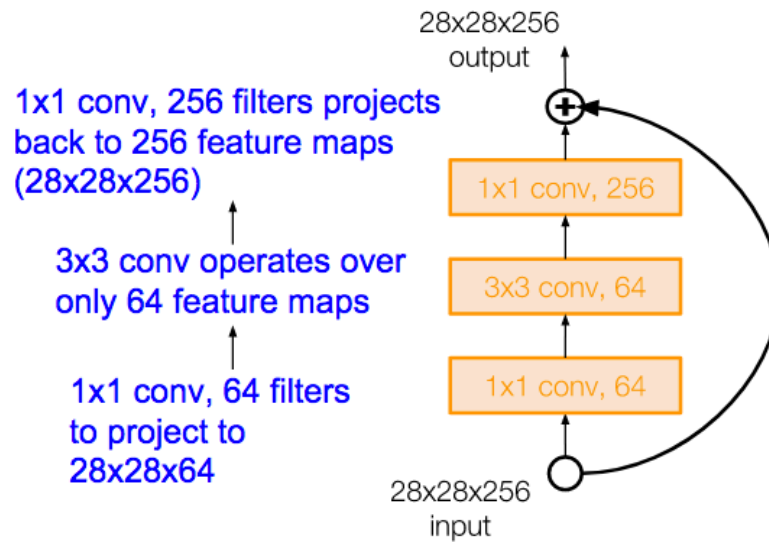 28x28x256
output
1x1 conv, 256 filters projects
back to 256 feature maps
(28x28x256)
1x1 conv, 256
3x3 conv operates over
only 64 feature maps
3x3 conv, 64
1x1 conv, 64 filters
to project to
28x28x64
1x1 conv, 64
28x28x256
input